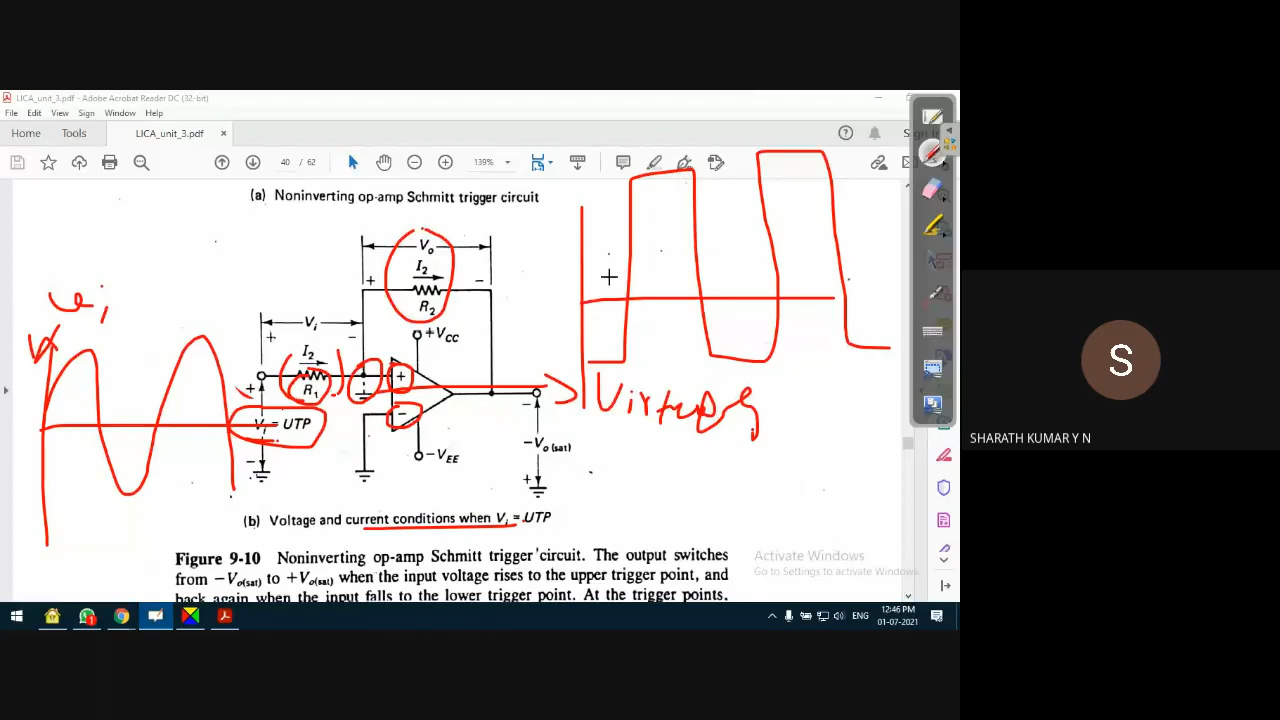 LICA_unit_3.pdf - Adobe Acrobat Reader DC (32-bit)
File Edit View Sign Window Help
Home Tools LICA_unit_3.pdf ×
40 / 62 139%
(a) Noninverting op-amp Schmitt trigger circuit
Vo
+ I2 −
R2
Vi
+ −
+VCC
I2
R1
+
+ −
−
Vi = UTP
−Vo(sat)
−
−VEE
+
vi
Virtual g
(b) Voltage and current conditions when Vi = UTP
Figure 9-10 Noninverting op-amp Schmitt trigger circuit. The output switches
from −Vo(sat) to +Vo(sat) when the input voltage rises to the upper trigger point, and
back again when the input falls to the lower trigger point. At the trigger points,
Activate Windows
Go to Settings to activate Windows.
ENG
12:46 PM
01-07-2021
S
SHARATH KUMAR Y N